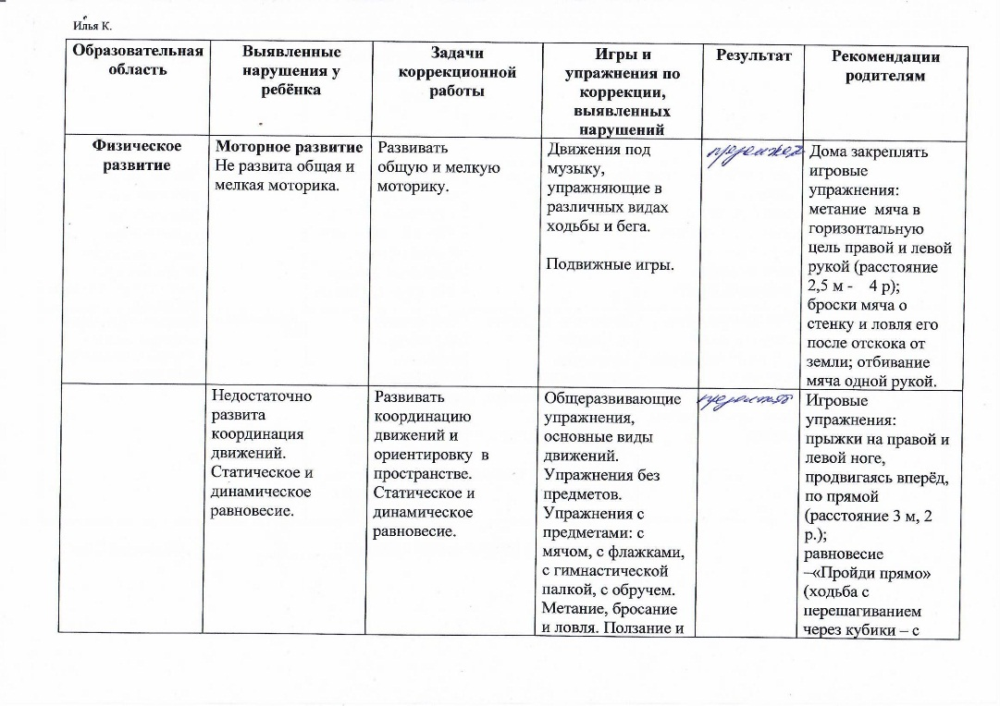 Илья К.
Образовательная
область
Выявленные
нарушения у
ребёнка
Задачи
коррекционной
работы
Игры и
упражнения по
коррекции,
выявленных
нарушений
Результат
Рекомендации
родителям
Физическое
развитие
Моторное развитие
Не развита общая и
мелкая моторика.
Развивать
общую и мелкую
моторику.
Движения под
музыку,
упражняющие в
различных видах
ходьбы и бега.
Подвижные игры.
Дома закреплять
игровые
упражнения:
метание мяча в
горизонтальную
цель правой и левой
рукой (расстояние
2,5 м - 4 р);
броски мяча о
стенку и ловля его
после отскока от
земли; отбивание
мяча одной рукой.
Недостаточно
развита
координация
движений.
Статическое и
динамическое
равновесие.
Развивать
координацию
движений и
ориентировку в
пространстве.
Статическое и
динамическое
равновесие.
Общеразвивающие
упражнения,
основные виды
движений.
Упражнения без
предметов.
Упражнения с
предметами: с
мячом, с флажками,
с гимнастической
палкой, с обручем.
Метание, бросание
и ловля. Ползание и
Игровые
упражнения:
прыжки на правой и
левой ноге,
продвигаясь вперёд,
по прямой
(расстояние 3 м, 2
р.);
равновесие
–«Пройди прямо»
(ходьба с
перешагиванием
через кубики – с